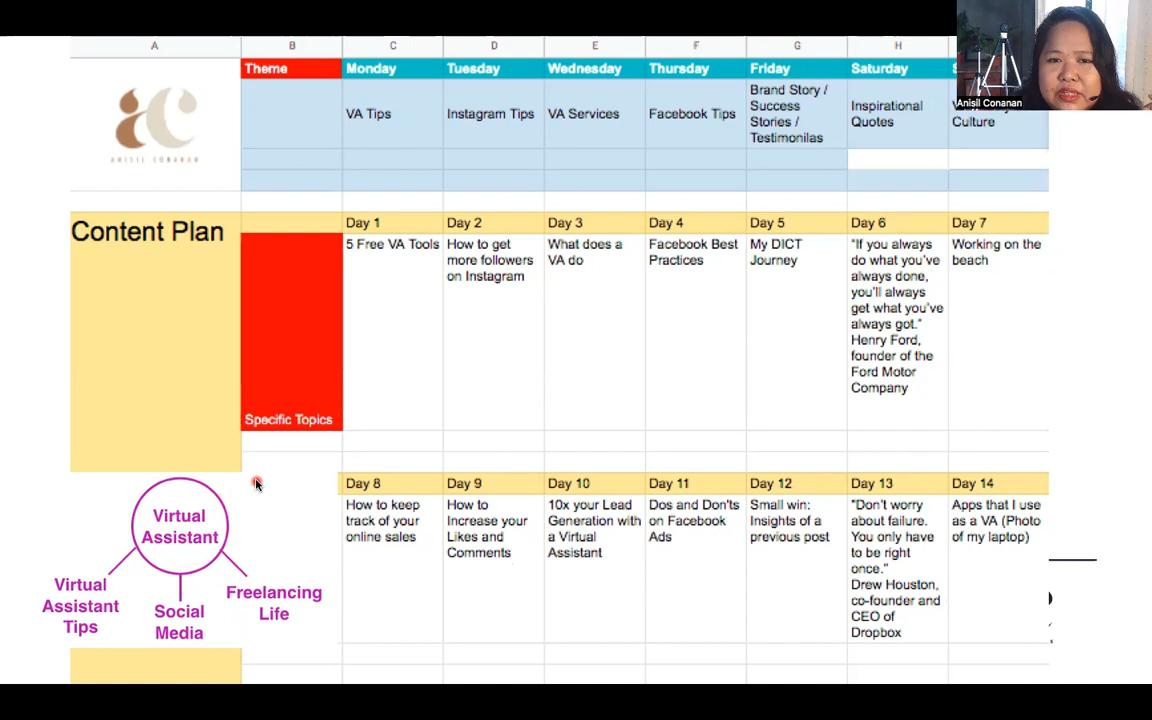 A B C D E F G H
Theme Monday Tuesday Wednesday Thursday Friday Saturday
Anisil Conanan
VA Tips
Instagram Tips
VA Services
Facebook Tips
Brand Story /
Success
Stories /
Testimonilas
Inspirational
Quotes
Culture
ANISIL CONANAN
Content Plan
Day 1 Day 2 Day 3 Day 4 Day 5 Day 6 Day 7
Specific Topics
5 Free VA Tools
How to get
more followers
on Instagram
What does a
VA do
Facebook Best
Practices
My DICT
Journey
"If you always
do what you've
always done,
you'll always
get what you've
always got."
Henry Ford,
founder of the
Ford Motor
Company
Working on the
beach
Day 8 Day 9 Day 10 Day 11 Day 12 Day 13 Day 14
How to keep
track of your
online sales
How to
Increase your
Likes and
Comments
10x your Lead
Generation with
a Virtual
Assistant
Dos and Don'ts
on Facebook
Ads
Small win:
Insights of a
previous post
"Don't worry
about failure.
You only have
to be right
once."
Drew Houston,
co-founder and
CEO of
Dropbox
Apps that I use
as a VA (Photo
of my laptop)
Virtual
Assistant
Virtual
Assistant
Tips
Social
Media
Freelancing
Life